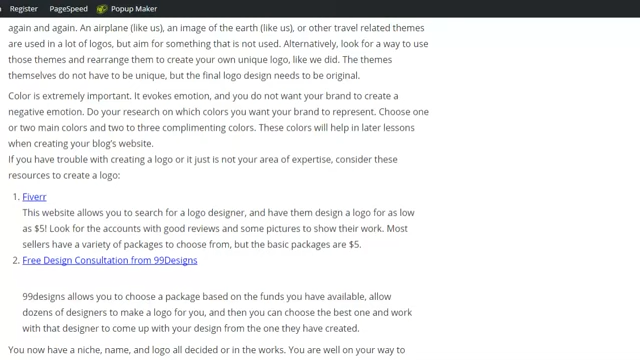 Register PageSpeed Popup Maker
again and again. An airplane (like us), an image of the earth (like us), or other travel related themes
are used in a lot of logos, but aim for something that is not used. Alternatively, look for a way to use
those themes and rearrange them to create your own unique logo, like we did. The themes
themselves do not have to be unique, but the final logo design needs to be original.
Color is extremely important. It evokes emotion, and you do not want your brand to create a
negative emotion. Do your research on which colors you want your brand to represent. Choose one
or two main colors and two to three complimenting colors. These colors will help in later lessons
when creating your blog's website.
If you have trouble with creating a logo or it just is not your area of expertise, consider these
resources to create a logo:
1. Fiverr
This website allows you to search for a logo designer, and have them design a logo for as low
as $5! Look for the accounts with good reviews and some pictures to show their work. Most
sellers have a variety of packages to choose from, but the basic packages are $5.
2. Free Design Consultation from 99Designs
99designs allows you to choose a package based on the funds you have available, allow
dozens of designers to make a logo for you, and then you can choose the best one and work
with that designer to come up with your design from the one they have created.
You now have a niche, name, and logo all decided or in the works. You are well on your way to